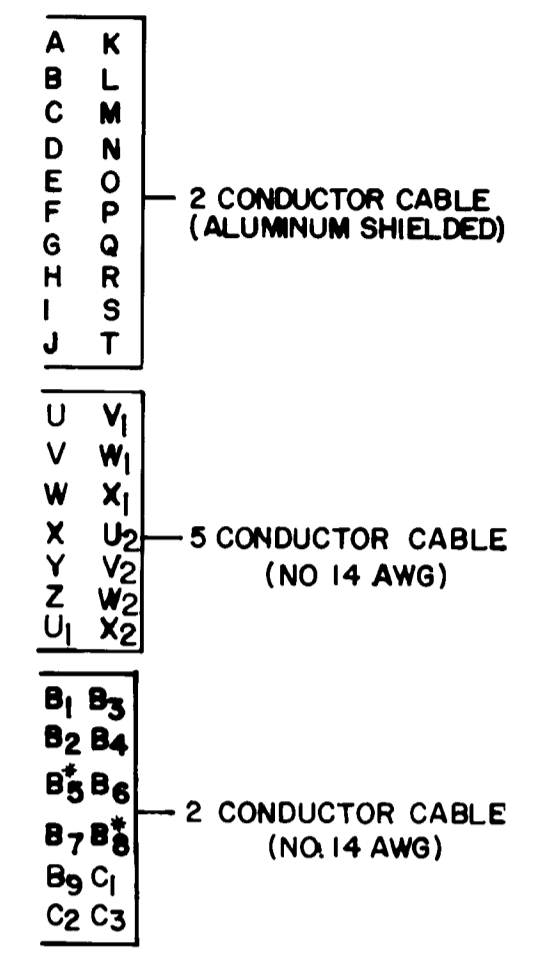 A K
B L
C M
D N
E O
F P
G Q
H R
I S
J T
2 CONDUCTOR CABLE
(ALUMINUM SHIELDED)
U V₁
V W₁
W X₁
X U₂
Y V₂
Z W₂
U₁ X₂
5 CONDUCTOR CABLE
(NO 14 AWG)
B₁ B₃
B₂ B₄
B₅* B₆
B₇ B₈*
B₉ C₁
C₂ C₃
2 CONDUCTOR CABLE
(NO. 14 AWG)